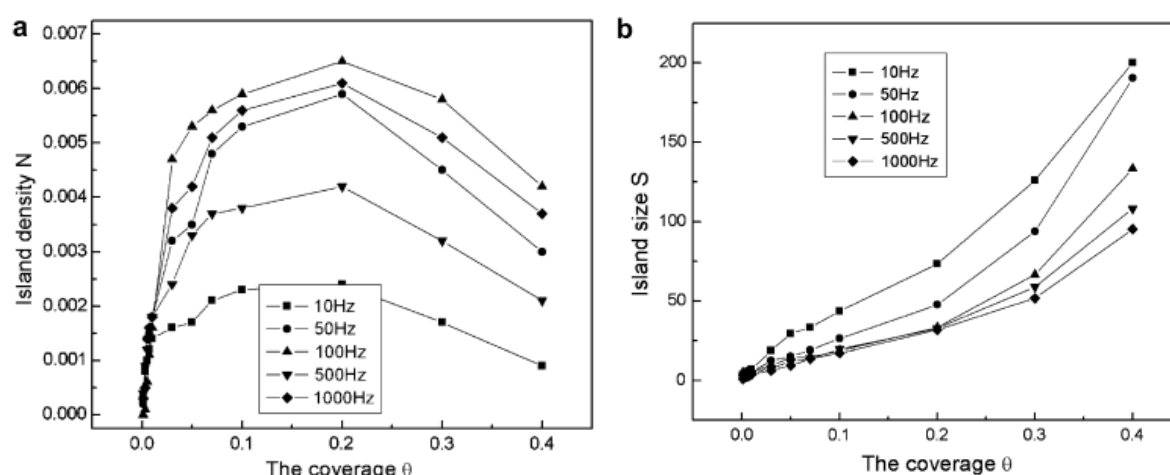 a
Island density N
0.007
0.006
0.005
0.004
0.003
0.002
0.001
0.000
0.0
0.1
0.2
0.3
0.4
The coverage θ
10Hz
50Hz
100Hz
500Hz
1000Hz
b
Island size S
200
150
100
50
0
0.0
0.1
0.2
0.3
0.4
The coverage θ
10Hz
50Hz
100Hz
500Hz
1000Hz